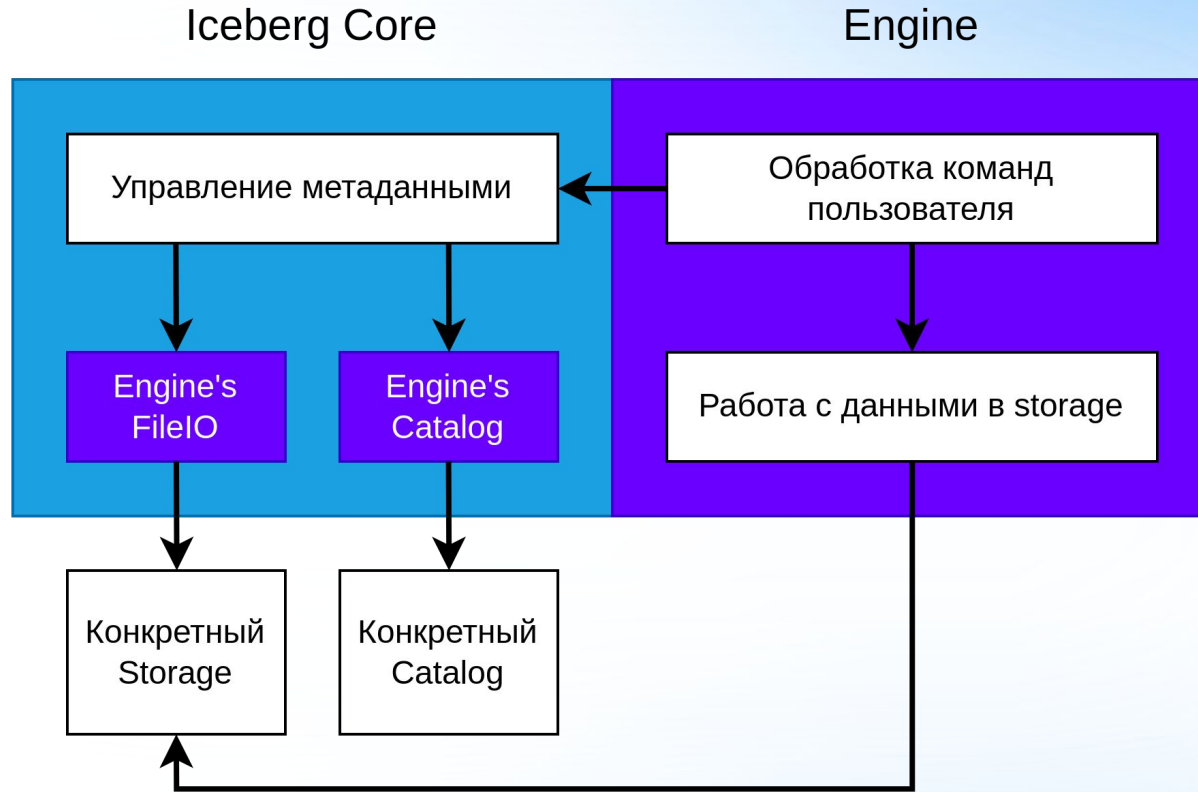 Iceberg Core
Engine
Управление метаданными
Обработка команд
пользователя
Engine's
FileIO
Engine's
Catalog
Работа с данными в storage
Конкретный
Storage
Конкретный
Catalog